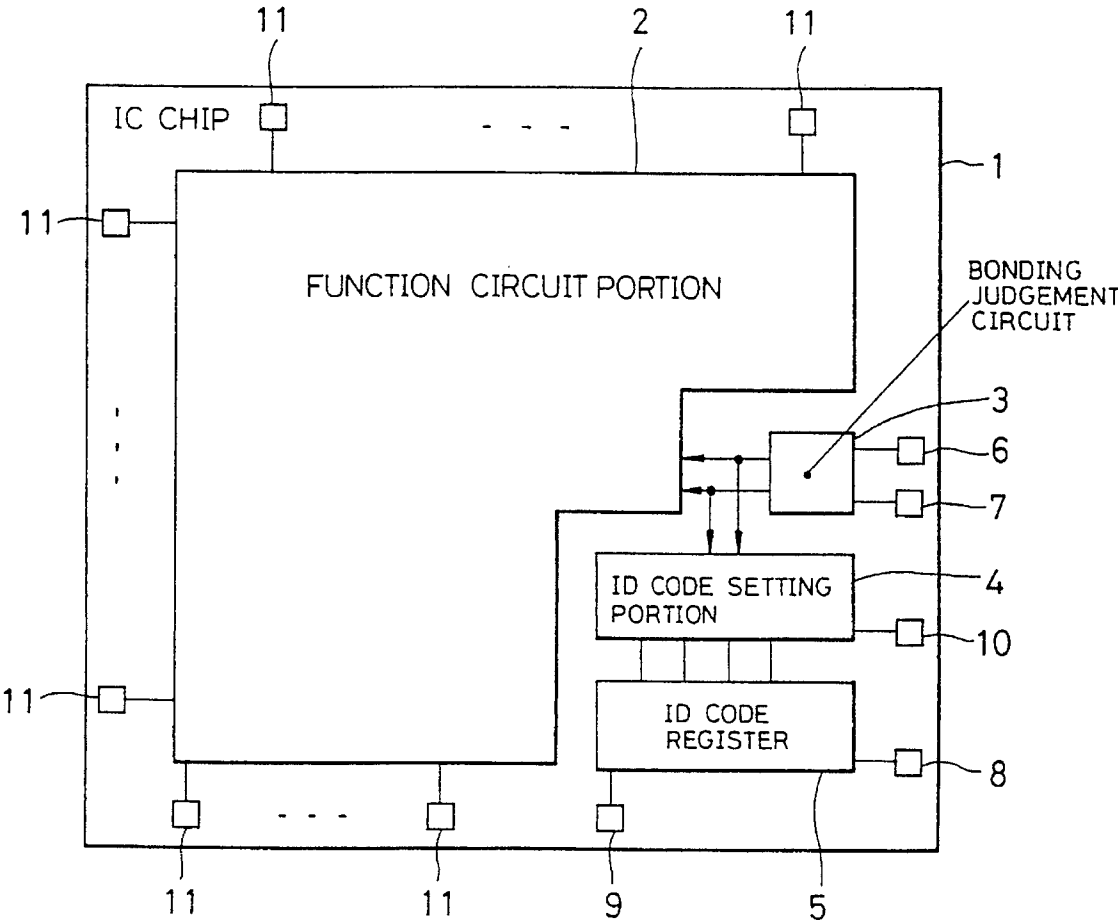 11
2
11
IC CHIP
- - -
1
11
FUNCTION CIRCUIT PORTION
BONDING
JUDGEMENT
CIRCUIT
3
6
7
ID CODE SETTING
PORTION
4
10
11
ID CODE
REGISTER
8
- - -
11
11
9
5